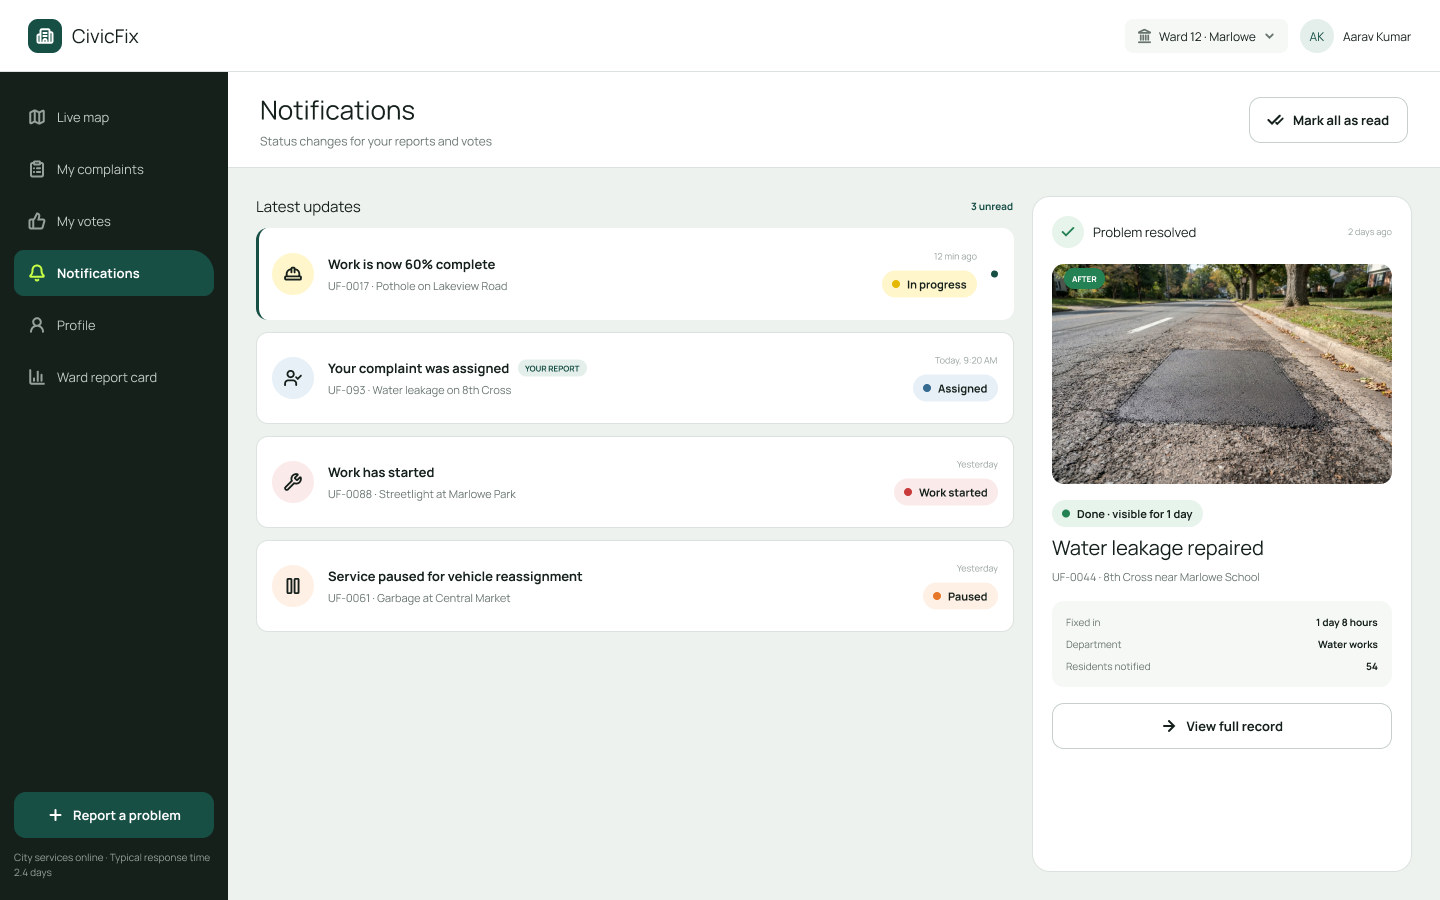 CivicFix
Ward 12 · Marlowe
AK
Aarav Kumar
Live map
My complaints
My votes
Notifications
Profile
Ward report card
Report a problem
City services online · Typical response time
2.4 days
Notifications
Status changes for your reports and votes
Mark all as read
Latest updates
3 unread
Work is now 60% complete
UF-0017 · Pothole on Lakeview Road
12 min ago
In progress
Your complaint was assigned
YOUR REPORT
UF-093 · Water leakage on 8th Cross
Today, 9:20 AM
Assigned
Work has started
UF-0088 · Streetlight at Marlowe Park
Yesterday
Work started
Service paused for vehicle reassignment
UF-0061 · Garbage at Central Market
Yesterday
Paused
Problem resolved
2 days ago
AFTER
Done · visible for 1 day
Water leakage repaired
UF-0044 · 8th Cross near Marlowe School
Fixed in 1 day 8 hours
Department Water works
Residents notified 54
View full record